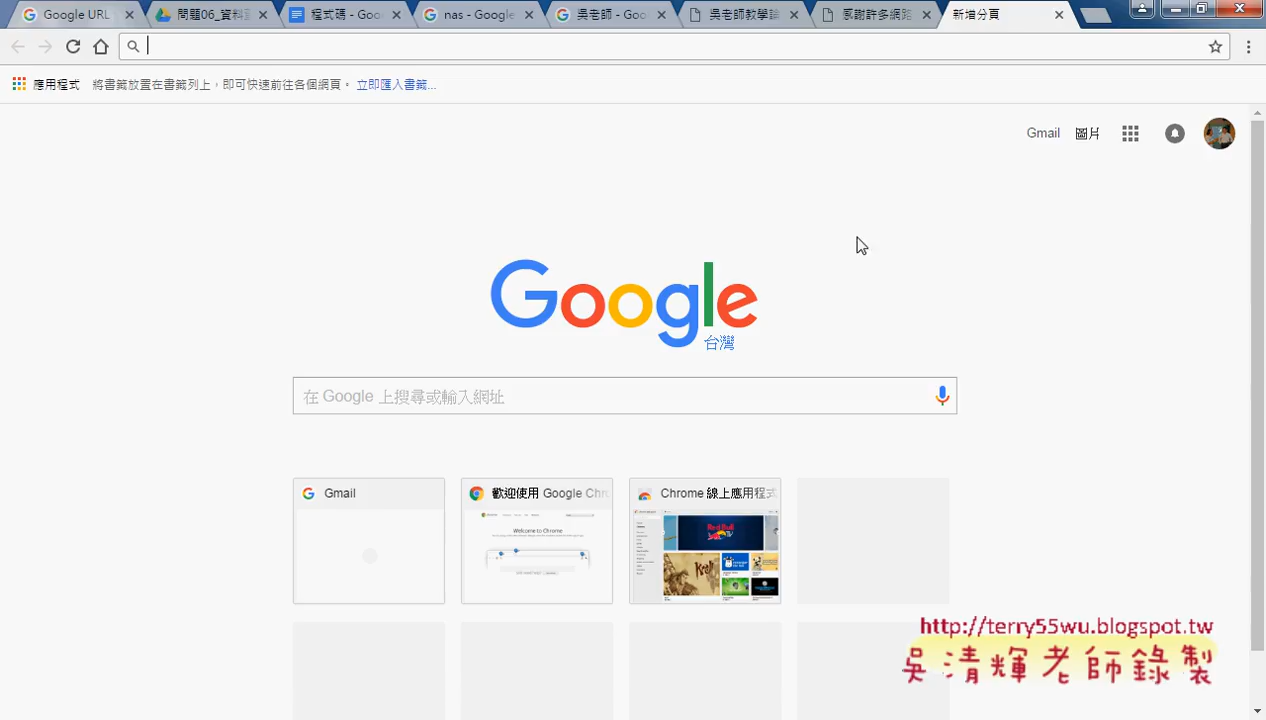 Google URL
問題06_資料
程式碼 - Goo
nas - Google
吳老師 - Goo
吳老師教學論
感謝許多網路
新增分頁
應用程式 將書籤放置在書籤列上，即可快速前往各個網頁。 立即匯入書籤...
Gmail 圖片
Google
台灣
在 Google 上搜尋或輸入網址
Gmail
歡迎使用 Google Chr
Chrome 線上應用程式
Welcome to Chrome
Red Bull
TV
http://terry55wu.blogspot.tw
吳清輝老師錄製